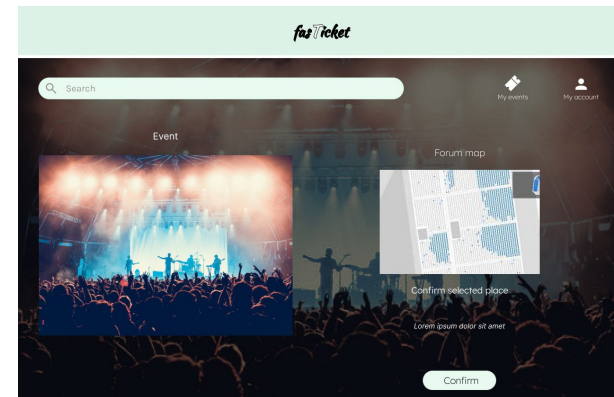 fasTicket
Search
My events
My account
Event
Forum map
Confirm selected place
Lorem ipsum dolor sit amet
Confirm